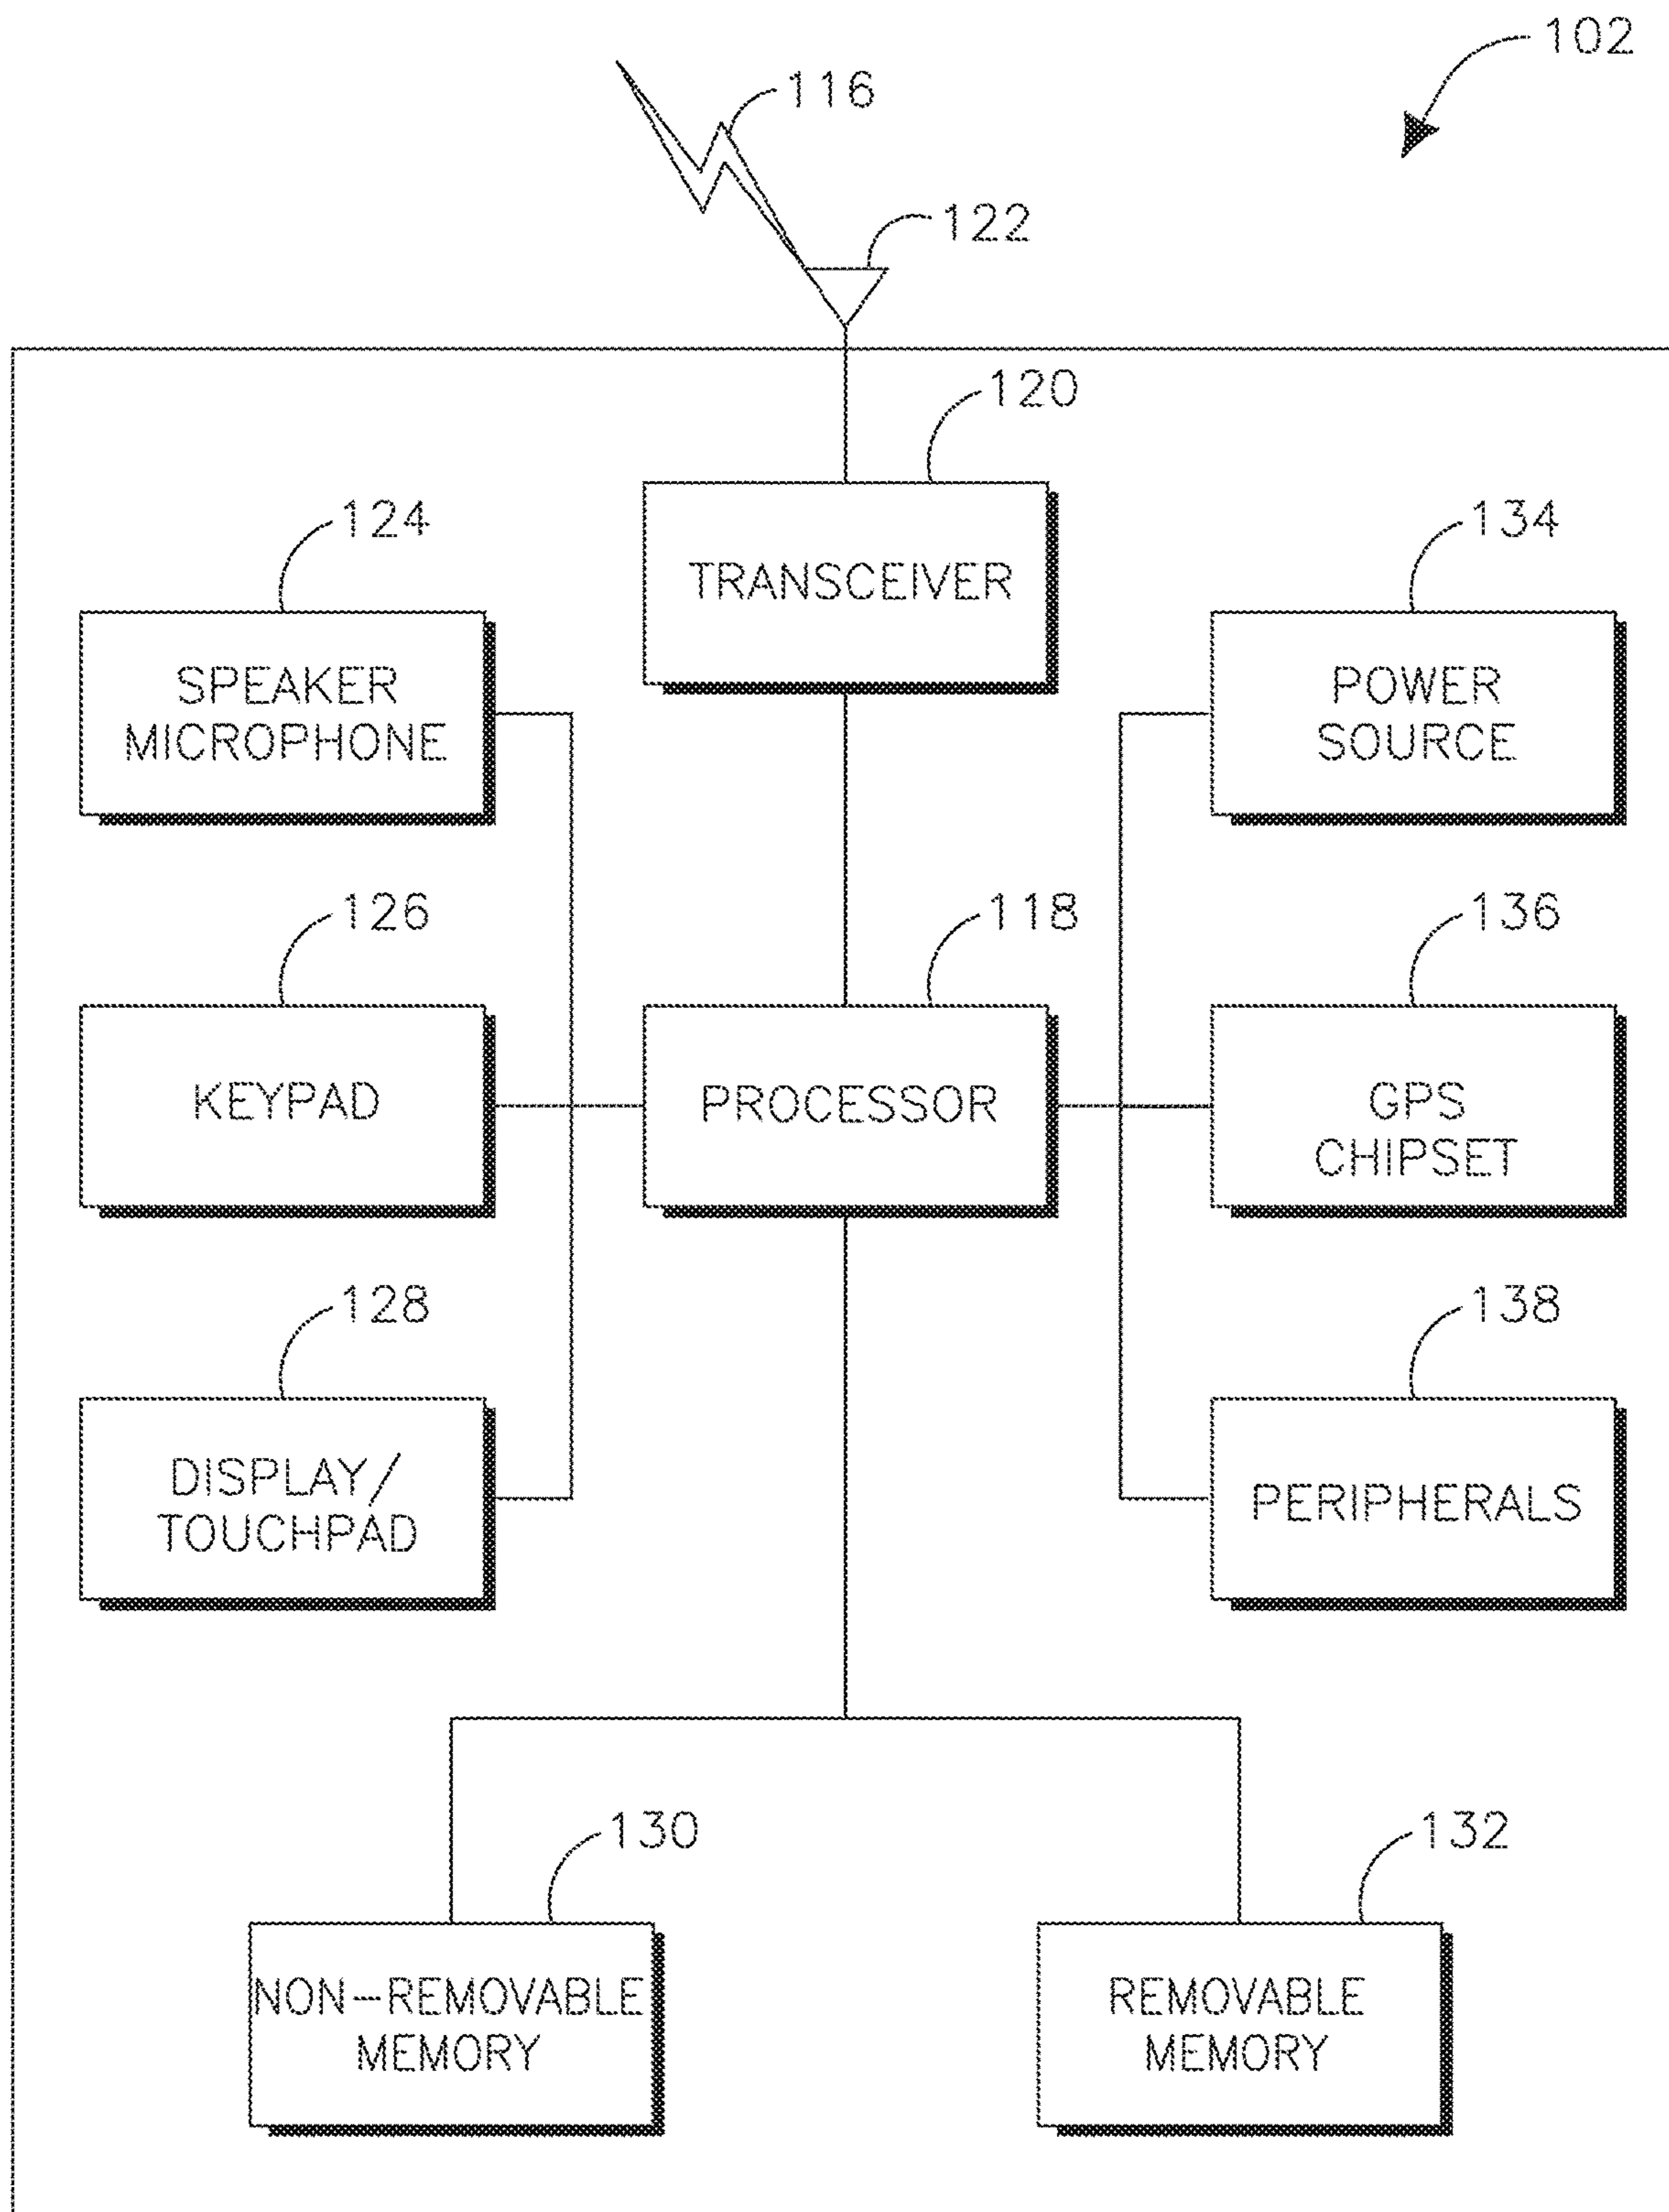 102
116
122
120
TRANSCEIVER
124
SPEAKER
MICROPHONE
134
POWER
SOURCE
126
KEYPAD
118
PROCESSOR
136
GPS
CHIPSET
128
DISPLAY/
TOUCHPAD
138
PERIPHERALS
130
NON-REMOVABLE
MEMORY
132
REMOVABLE
MEMORY